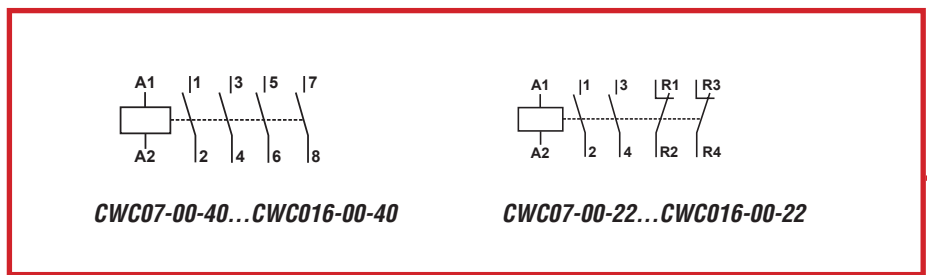 A1 |1 |3 |5 |7
A2 |2 |4 |6 |8
CWC07-00-40...CWC016-00-40
A1 |1 |3 R1 R3
A2 |2 |4 R2 R4
CWC07-00-22...CWC016-00-22